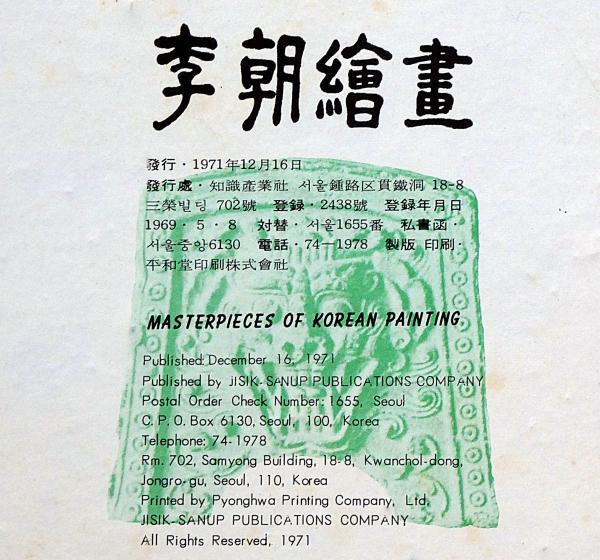 李朝繪畫
發行・1971年12月16日
發行處・知識産業社 서울鍾路区貫鐵洞 18-8
三榮빌딩 702號 登録・2438號 登録年月日
1969・5・8 対替・서울1655番 私書函・
서울중앙6130 電話・74-1978 製版 印刷・
平和堂印刷株式會社
MASTERPIECES OF KOREAN PAINTING
Published: December 16, 1971
Published by JISIK-SANUP PUBLICATIONS COMPANY
Postal Order Check Number: 1655, Seoul
C. P. O. Box 6130, Seoul, 100, Korea
Telephone: 74-1978
Rm. 702, Samyong Building, 18-8, Kwanchol-dong,
Jongro-gu, Seoul, 110, Korea
Printed by Pyonghwa Printing Company, Ltd.
JISIK-SANUP PUBLICATIONS COMPANY
All Rights Reserved, 1971